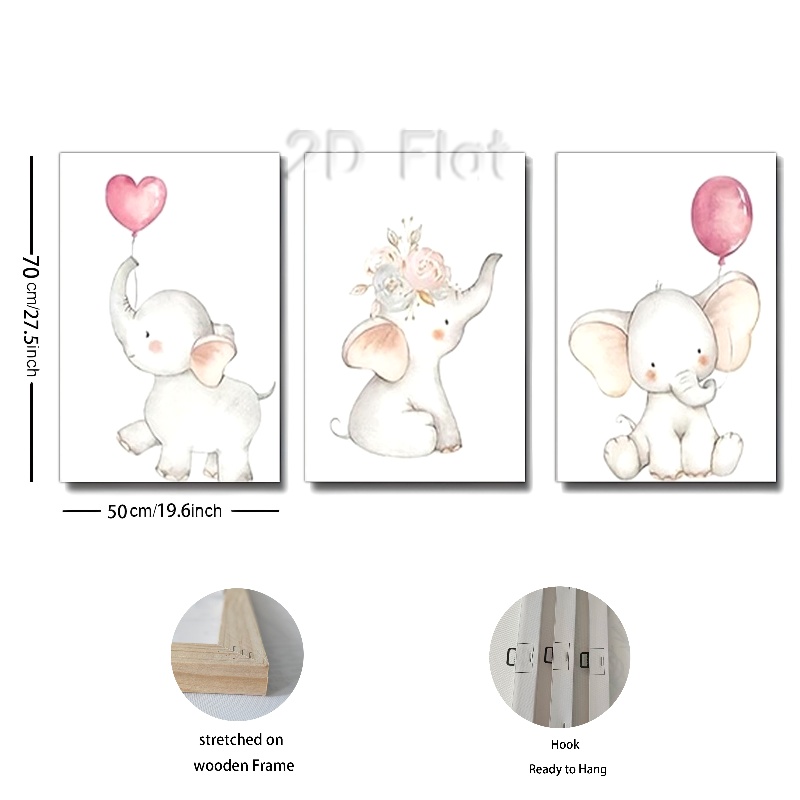 2D Flat
70 cm/27.5inch
50 cm/19.6inch
stretched on
wooden Frame
Hook
Ready to Hang